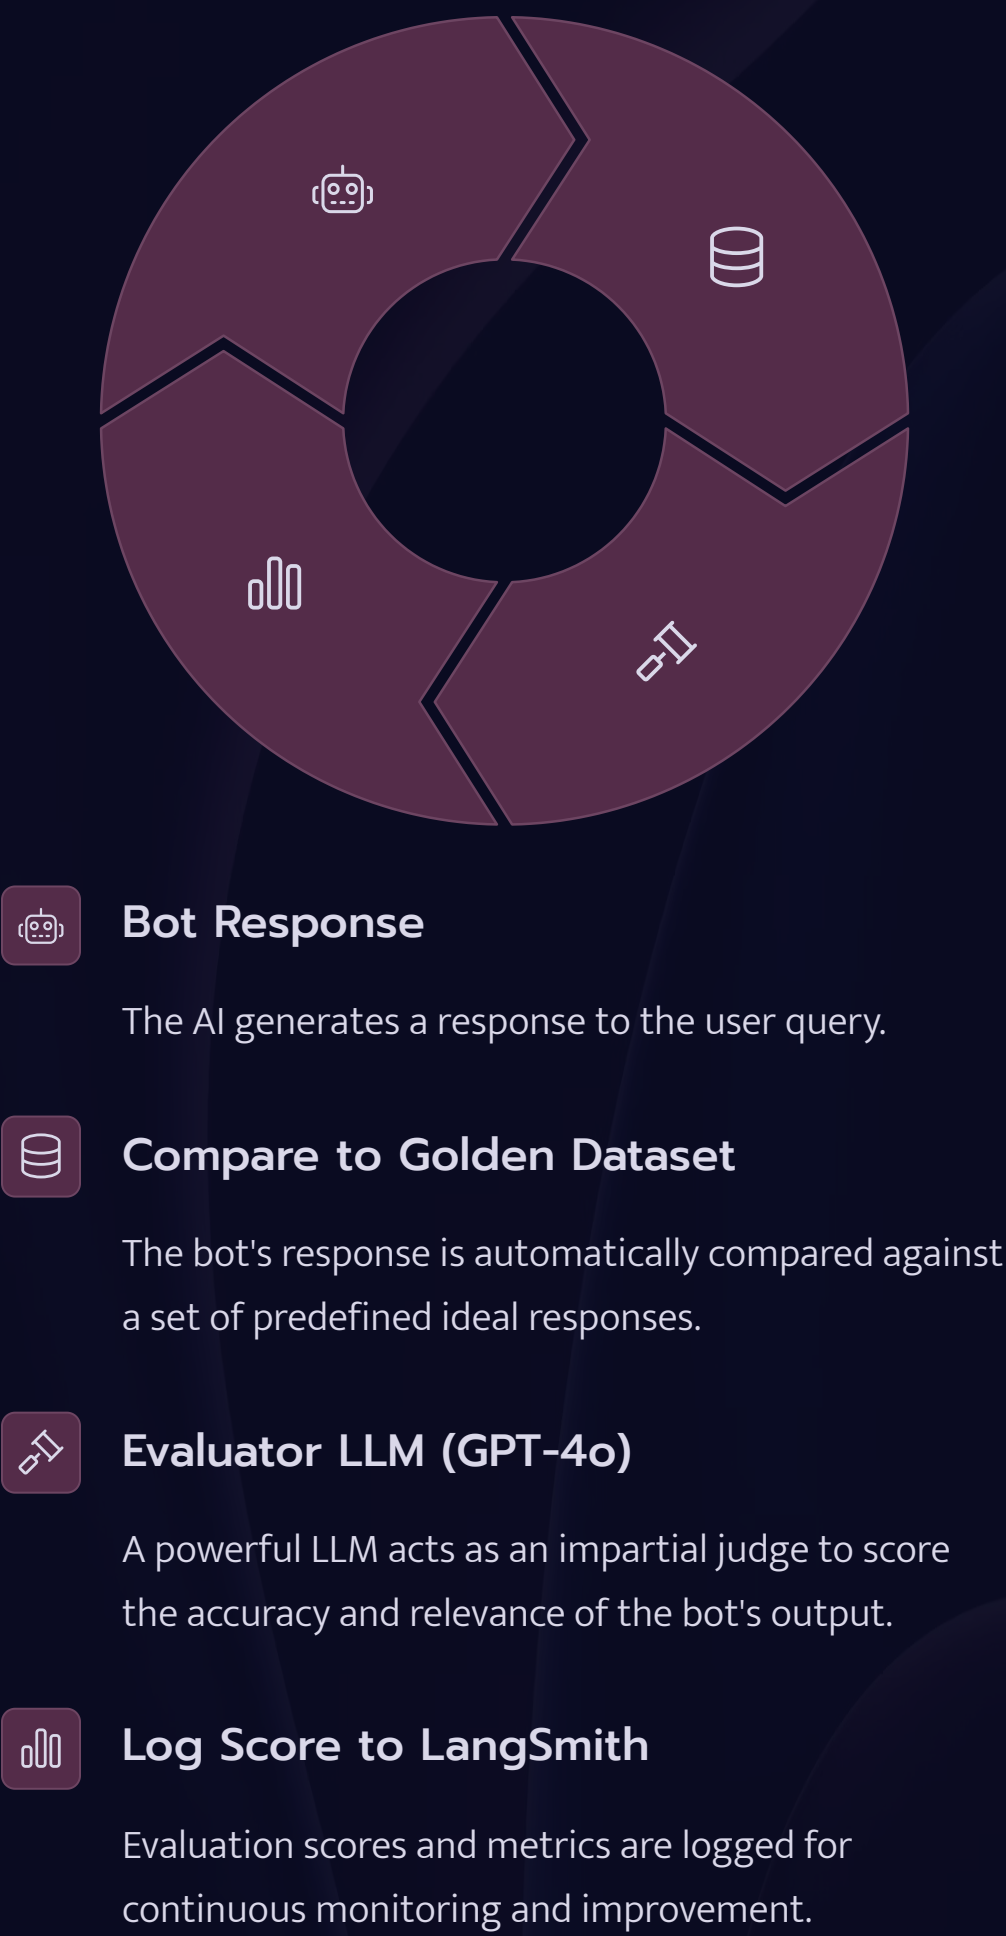 Bot Response
The AI generates a response to the user query.
Compare to Golden Dataset
The bot's response is automatically compared against
a set of predefined ideal responses.
Evaluator LLM (GPT-4o)
A powerful LLM acts as an impartial judge to score
the accuracy and relevance of the bot's output.
Log Score to LangSmith
Evaluation scores and metrics are logged for
continuous monitoring and improvement.